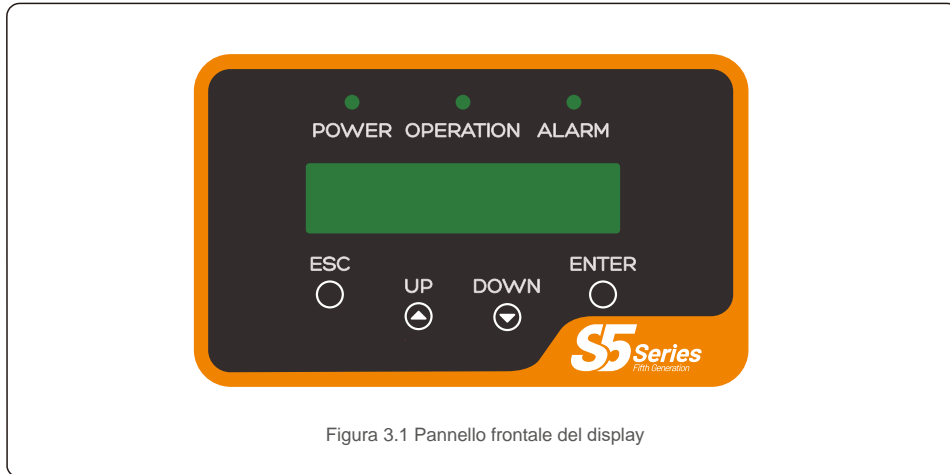 POWER OPERATION ALARM
ESC ENTER
UP DOWN
S5 Series
Fifth Generation
Figura 3.1 Pannello frontale del display